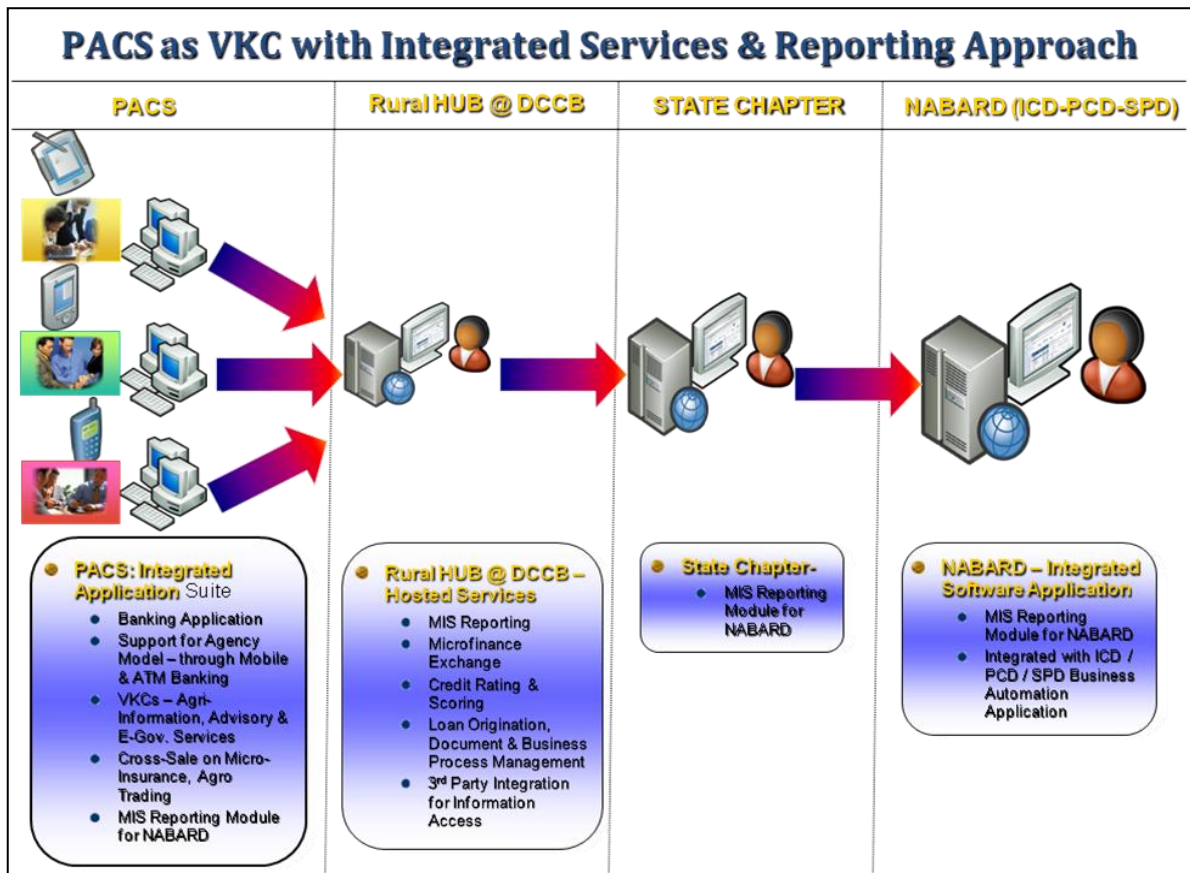 PACS as VKC with Integrated Services & Reporting Approach
PACS
Rural HUB @ DCCB
STATE CHAPTER
NABARD (ICD-PCD-SPD)
PACS: Integrated
Application Suite
Banking Application
Support for Agency
Model – through Mobile
& ATM Banking
VKCs – Agri-
Information, Advisory &
E-Gov. Services
Cross-Sale on Micro-
Insurance, Agro
Trading
MIS Reporting Module
for NABARD
Rural HUB @ DCCB –
Hosted Services
MIS Reporting
Microfinance
Exchange
Credit Rating &
Scoring
Loan Origination,
Document & Business
Process Management
3rd Party Integration
for Information
Access
State Chapter-
MIS Reporting
Module for
NABARD
NABARD – Integrated
Software Application
MIS Reporting
Module for NABARD
Integrated with ICD /
PCD / SPD Business
Automation
Application